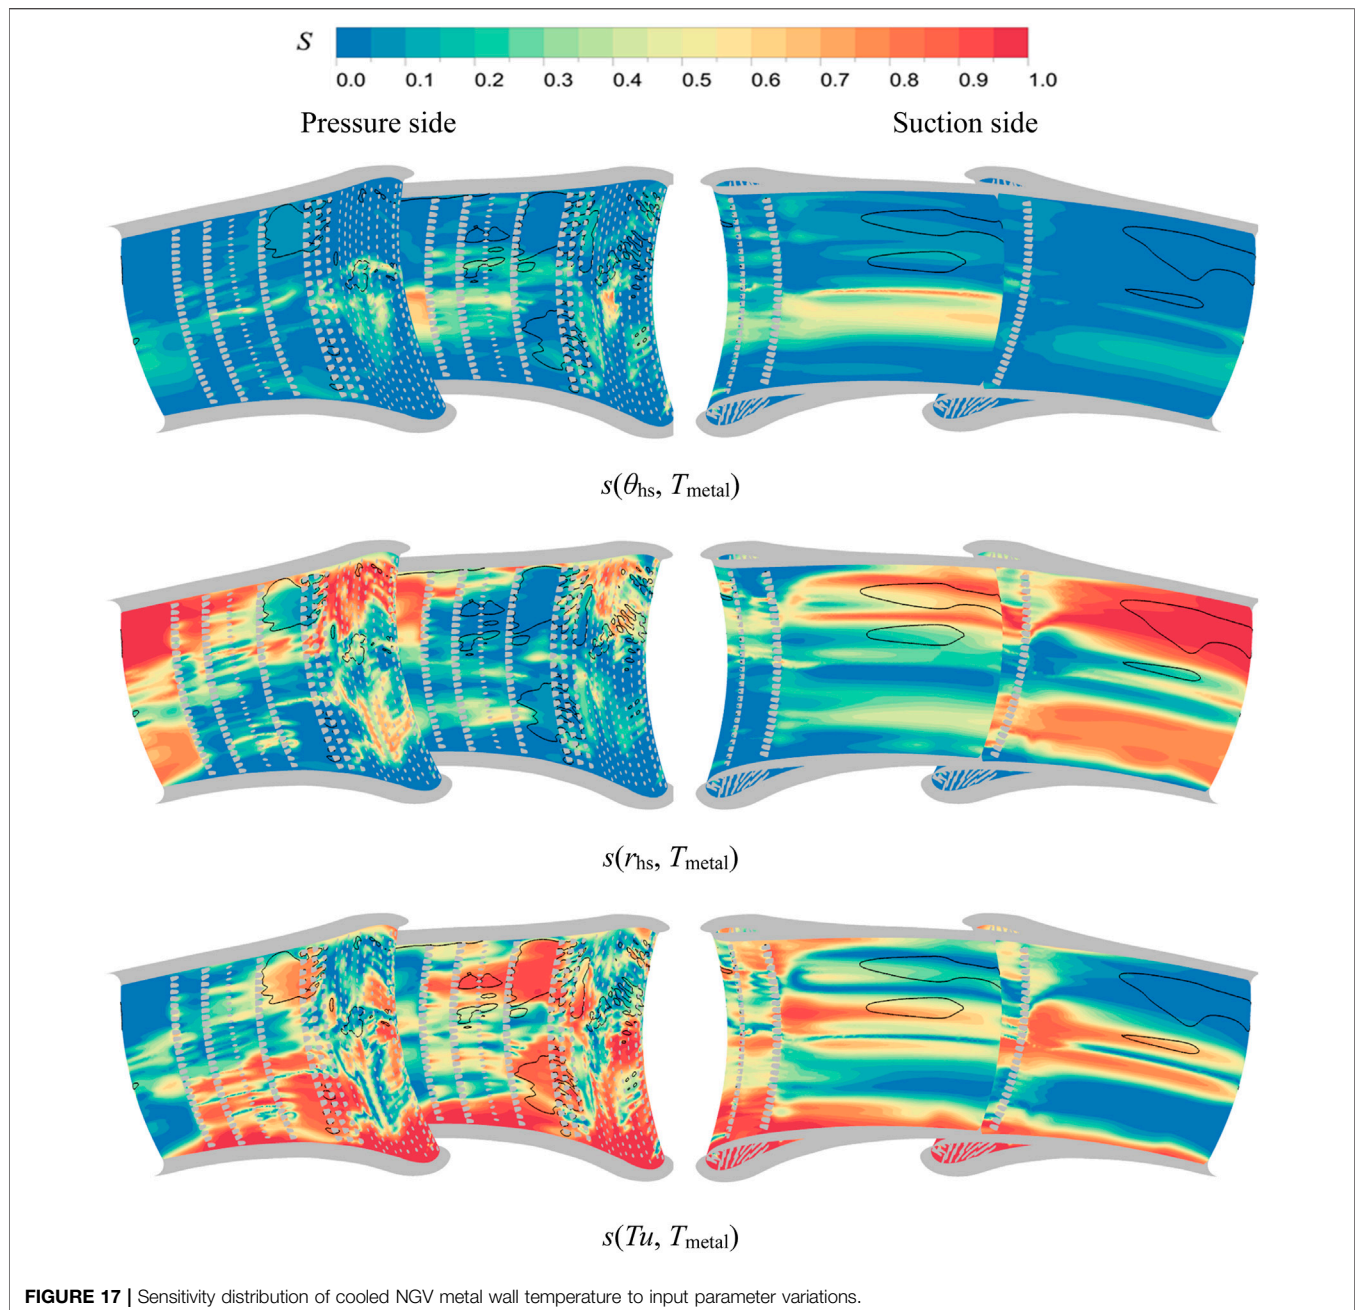 S
0.0 0.1 0.2 0.3 0.4 0.5 0.6 0.7 0.8 0.9 1.0
Pressure side Suction side
s(θhs, Tmetal)
s(rhs, Tmetal)
s(Tu, Tmetal)
FIGURE 17 | Sensitivity distribution of cooled NGV metal wall temperature to input parameter variations.